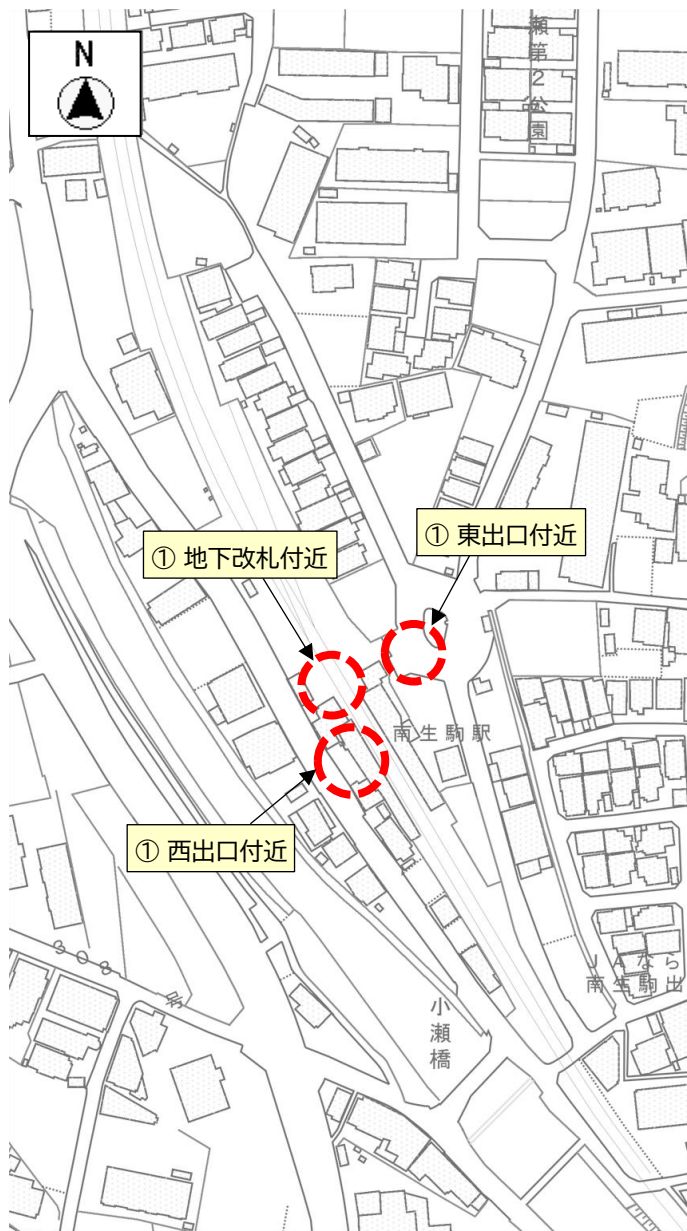 N
瀬第2公園
① 東出口付近
① 地下改札付近
南生駒駅
① 西出口付近
308号
JAなら
南生駒出
小瀬橋